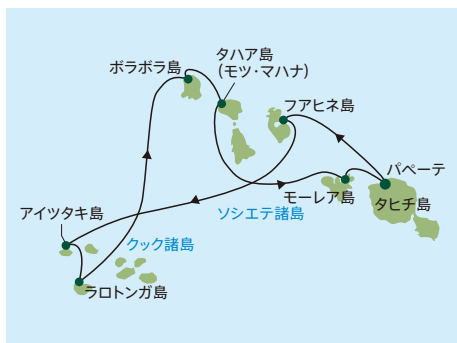 タハア島
(モツ・マハナ)
ボラボラ島
フアヒネ島
パペーテ
モーレア島
タヒチ島
ソシエテ諸島
アイツタキ島
クック諸島
ラロトンガ島